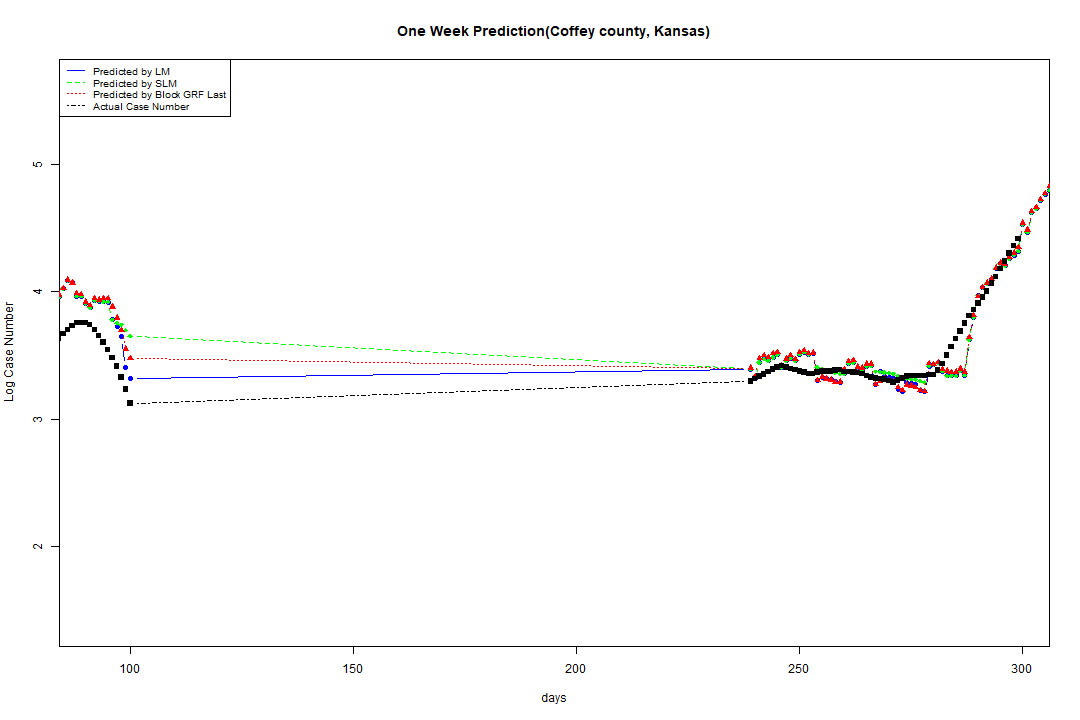 One Week Prediction(Coffey county, Kansas)
Predicted by LM
Predicted by SLM
Predicted by Block GRF Last
Actual Case Number
5
4
3
2
Log Case Number
100 150 200 250 300
days